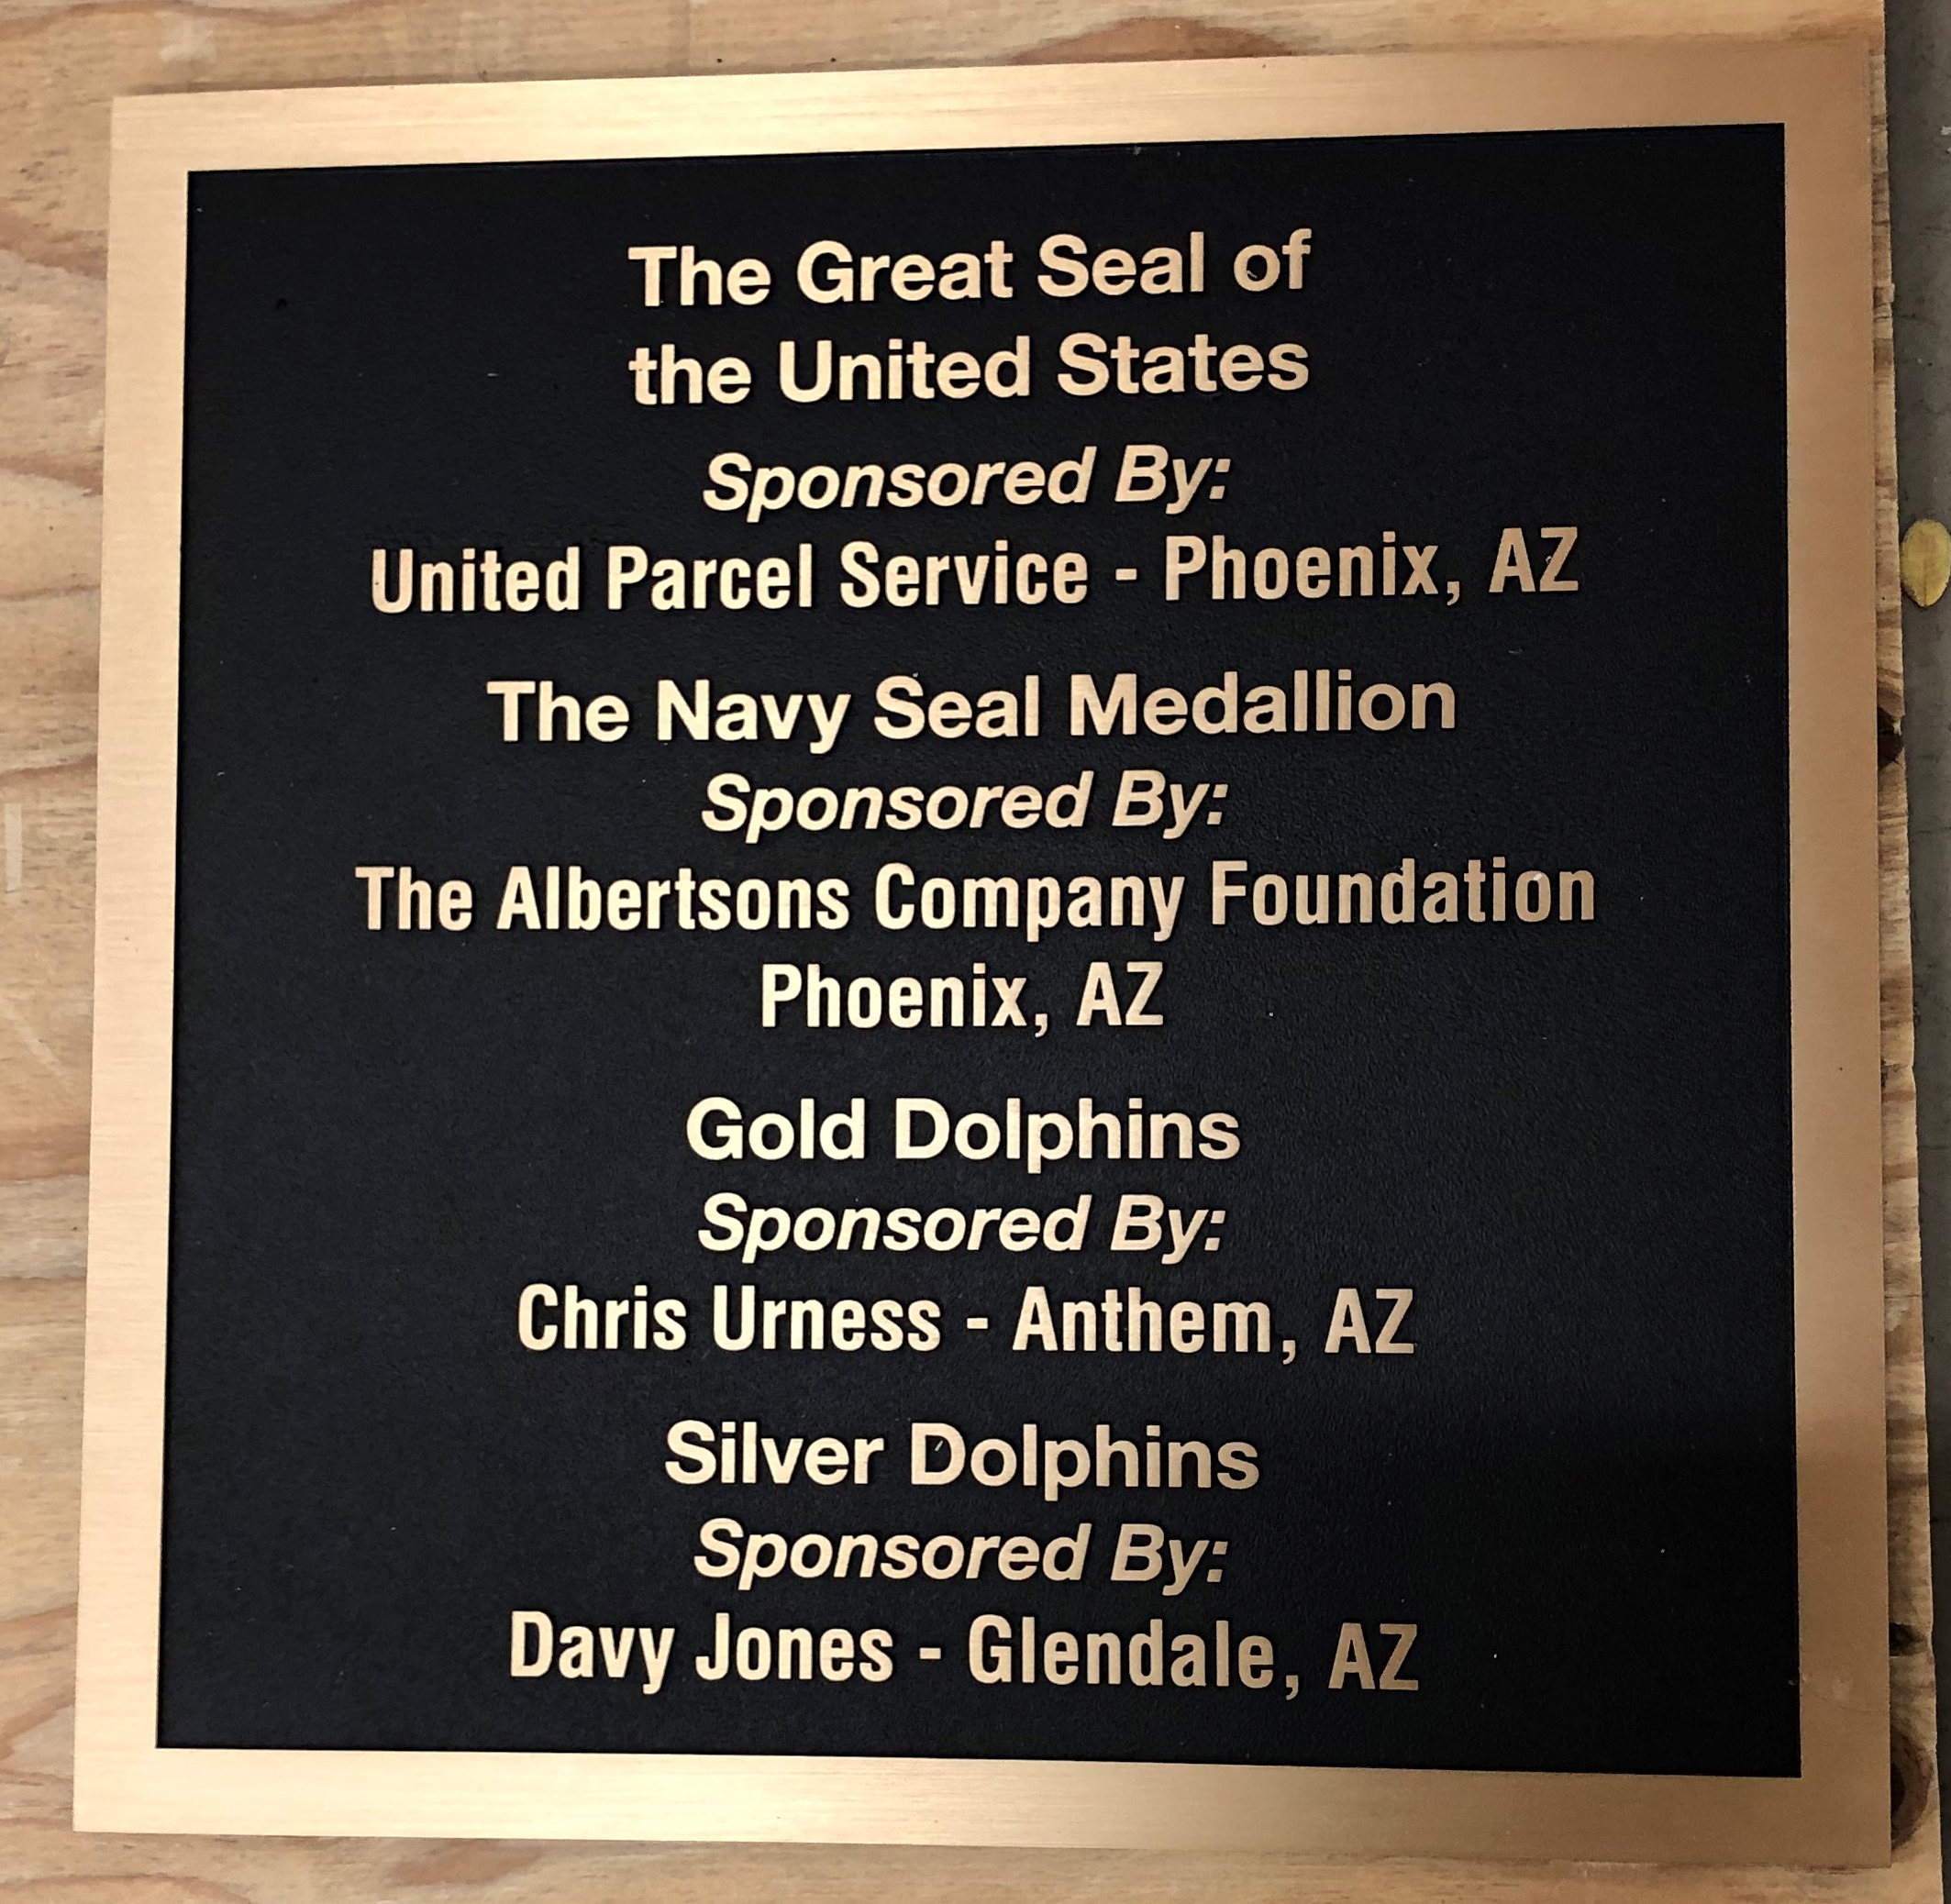 The Great Seal of
the United States
Sponsored By:
United Parcel Service - Phoenix, AZ
The Navy Seal Medallion
Sponsored By:
The Albertsons Company Foundation
Phoenix, AZ
Gold Dolphins
Sponsored By:
Chris Urness - Anthem, AZ
Silver Dolphins
Sponsored By:
Davy Jones - Glendale, AZ